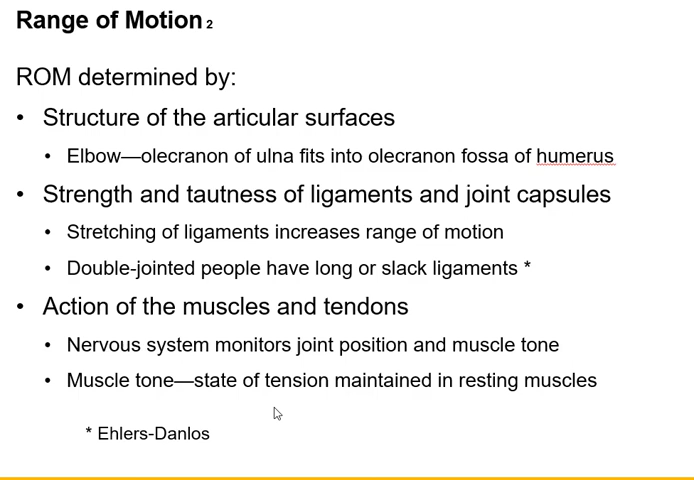 Range of Motion 2
ROM determined by:
• Structure of the articular surfaces
• Elbow—olecranon of ulna fits into olecranon fossa of humerus
• Strength and tautness of ligaments and joint capsules
• Stretching of ligaments increases range of motion
• Double-jointed people have long or slack ligaments *
• Action of the muscles and tendons
• Nervous system monitors joint position and muscle tone
• Muscle tone—state of tension maintained in resting muscles
* Ehlers-Danlos